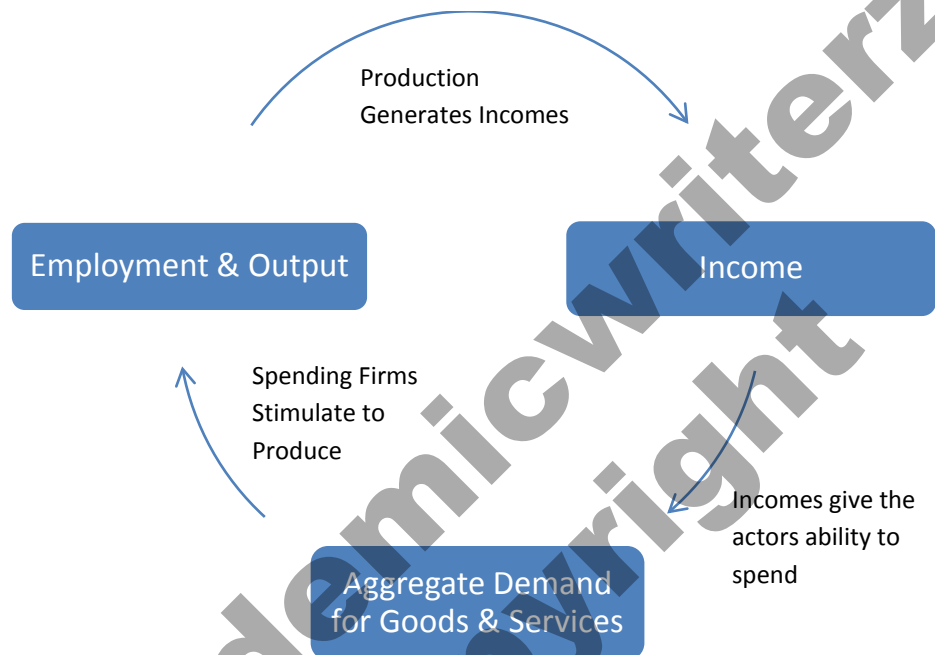 Production
Generates Incomes
Employment & Output
Income
Spending Firms
Stimulate to
Produce
Incomes give the
actors ability to
spend
Aggregate Demand
for Goods & Services
demicwriterz
yright